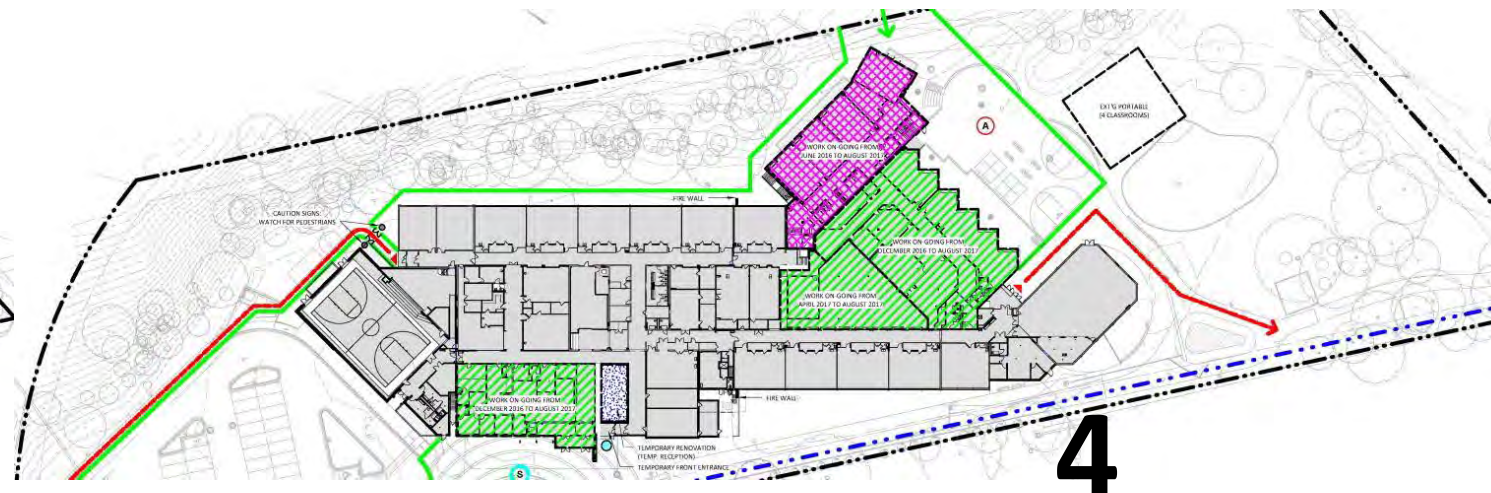 EXT'G PORTABLE
(4 CLASSROOMS)
A
WORK ON-GOING FROM
JUNE 2016 TO AUGUST 2017
FIRE WALL
CAUTION SIGNS:
WATCH FOR PEDESTRIANS
WORK ON-GOING FROM
DECEMBER 2016 TO AUGUST 2017
WORK ON-GOING FROM
APRIL 2017 TO AUGUST 2017
WORK ON-GOING FROM
DECEMBER 2016 TO AUGUST 2017
FIRE WALL
TEMPORARY RENOVATION
(TEMP. RECEPTION)
TEMPORARY FRONT ENTRANCE
S
4